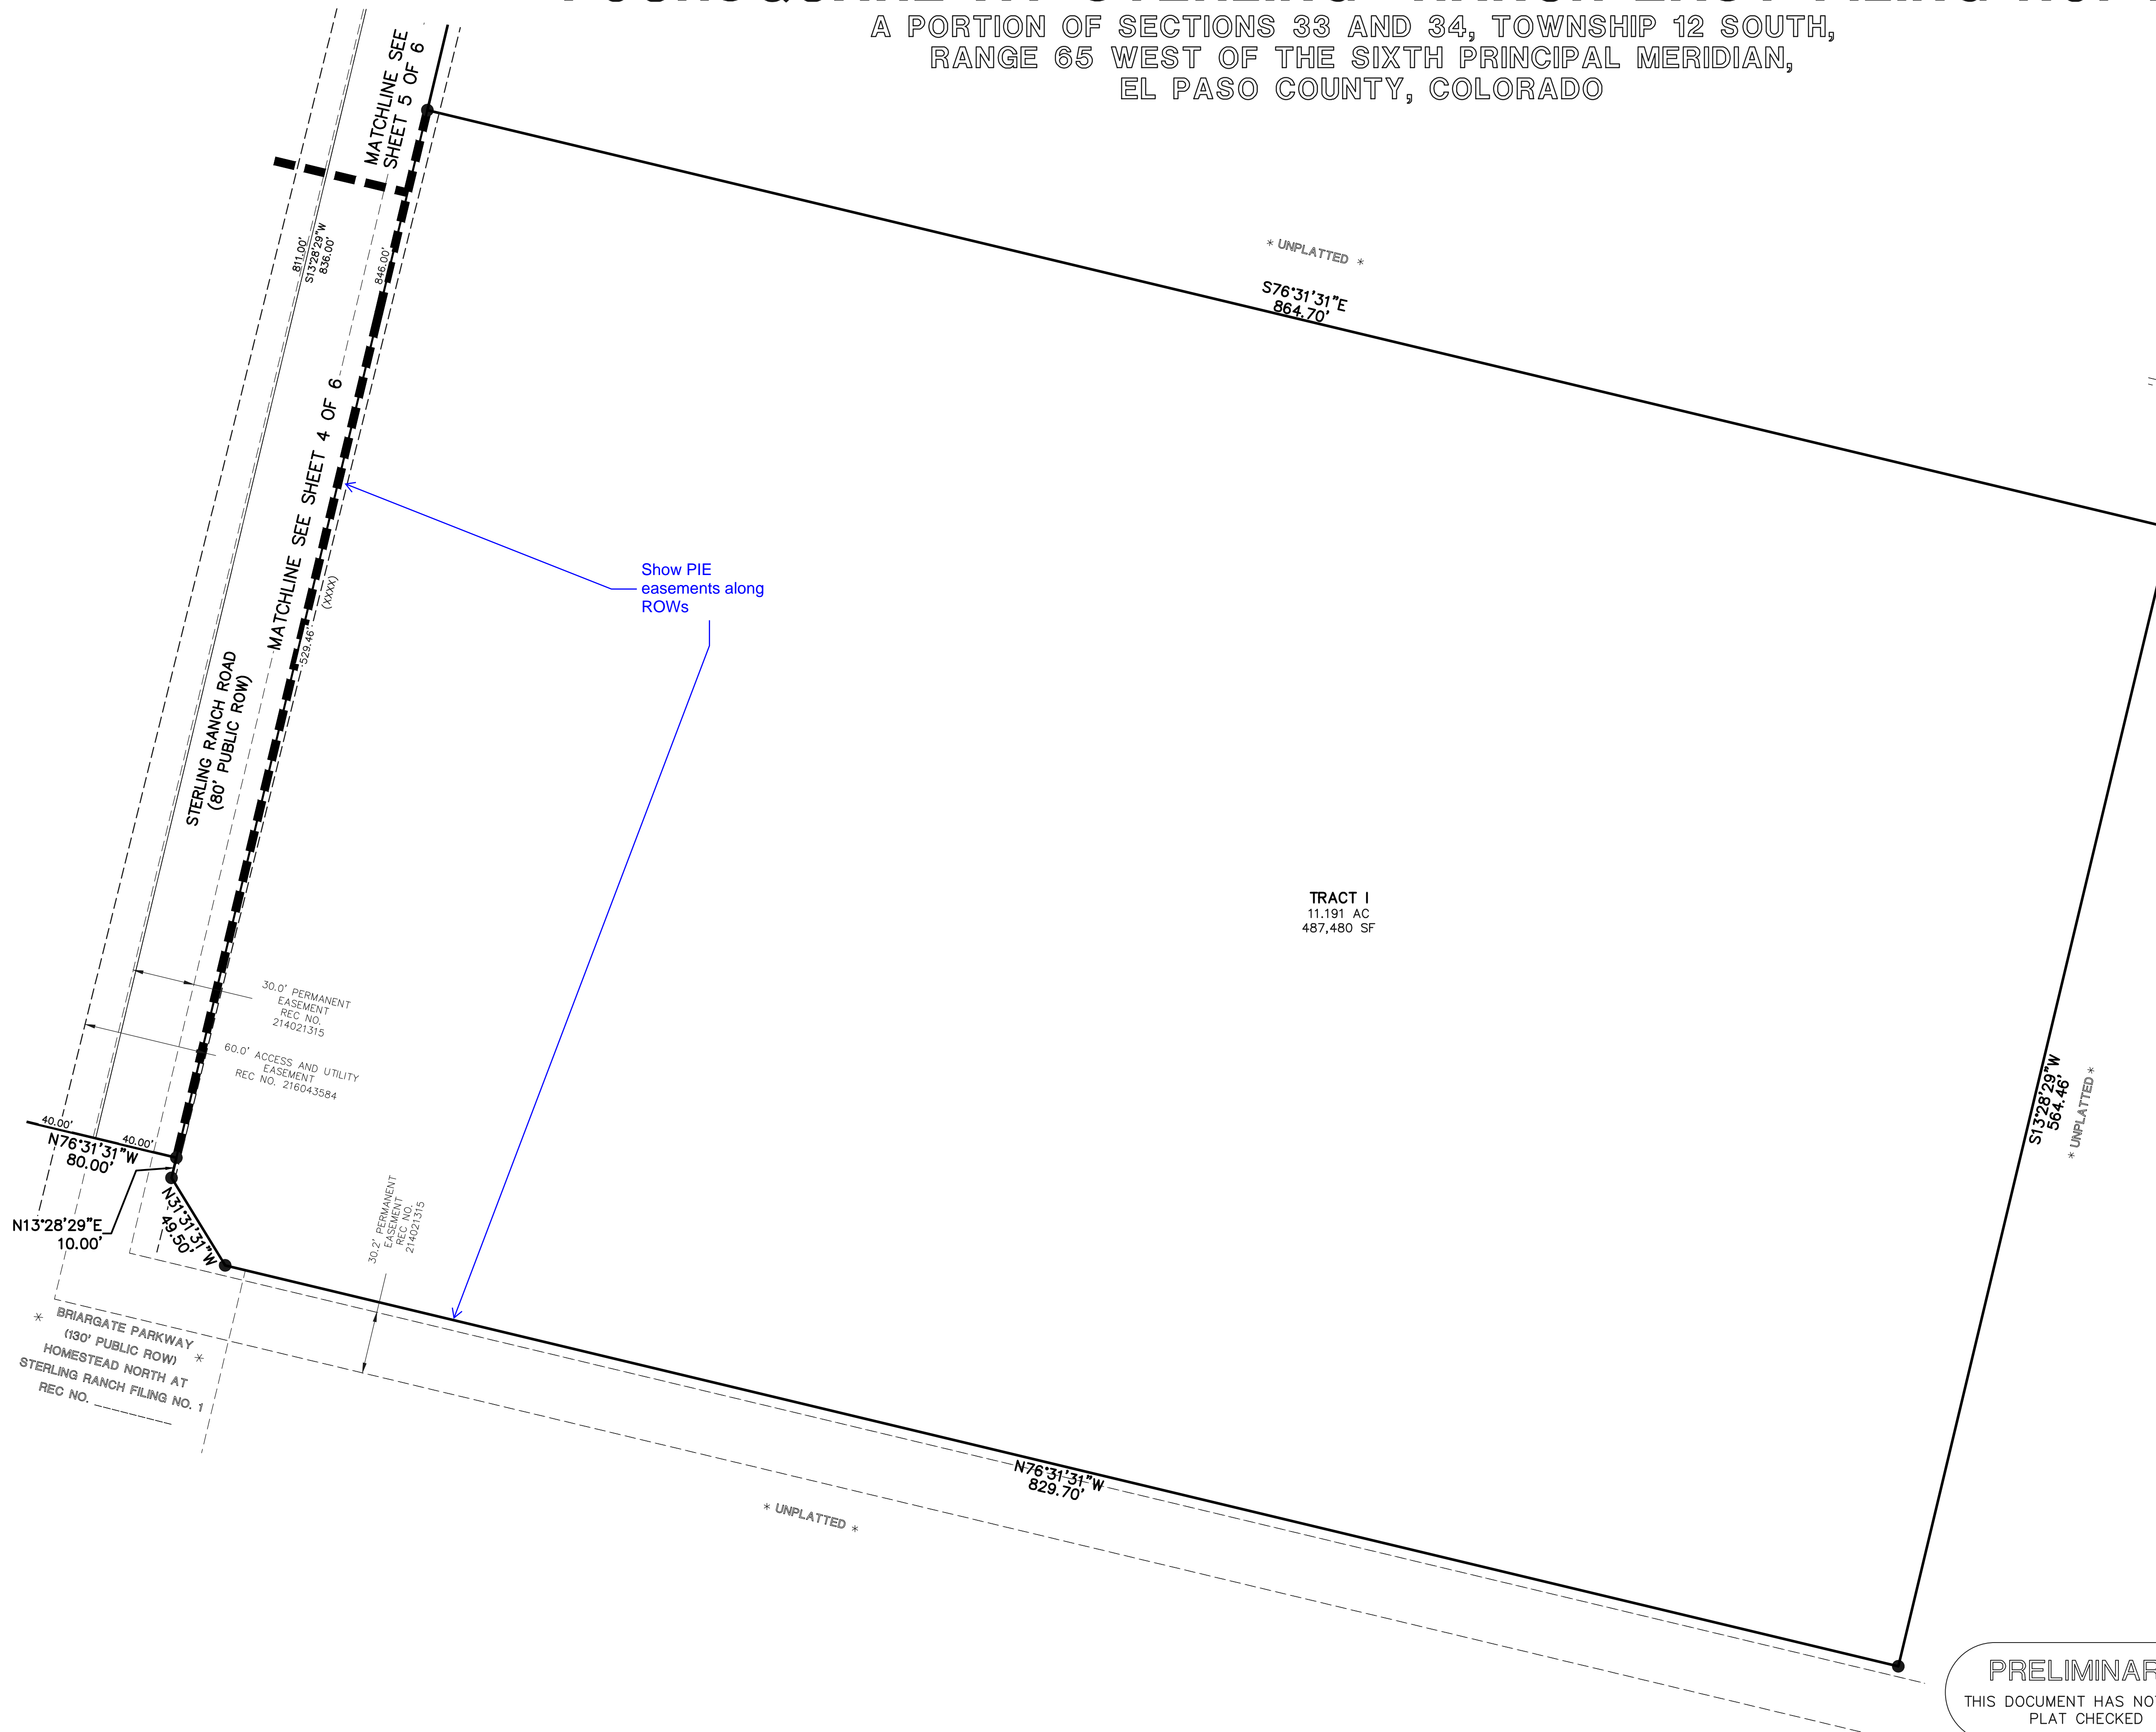 A PORTION OF SECTIONS 33 AND 34, TOWNSHIP 12 SOUTH,
RANGE 65 WEST OF THE SIXTH PRINCIPAL MERIDIAN,
EL PASO COUNTY, COLORADO
MATCHLINE SEE
SHEET 5 OF 6
811.00'
S13°28'29"W
836.00'
846.00'
* UNPLATTED *
S76°31'31"E
864.70'
MATCHLINE SEE SHEET 4 OF 6
(XXXX)
529.46'
Show PIE
easements along
ROWs
STERLING RANCH ROAD
(80' PUBLIC ROW)
TRACT I
11.191 AC
487,480 SF
30.0' PERMANENT
EASEMENT
REC NO.
214021315
60.0' ACCESS AND UTILITY
EASEMENT
REC NO. 216043584
S13°28'29"W
564.46'
* UNPLATTED *
40.00'
40.00'
N76°31'31"W
80.00'
N13°28'29"E
10.00'
N31°31'31"W
49.50'
30.2' PERMANENT
EASEMENT
REC NO.
214021315
* BRIARGATE PARKWAY
(130' PUBLIC ROW) *
HOMESTEAD NORTH AT
STERLING RANCH FILING NO. 1
REC NO. __________
N76°31'31"W
829.70'
* UNPLATTED *
PRELIMINAR
THIS DOCUMENT HAS NO
PLAT CHECKED